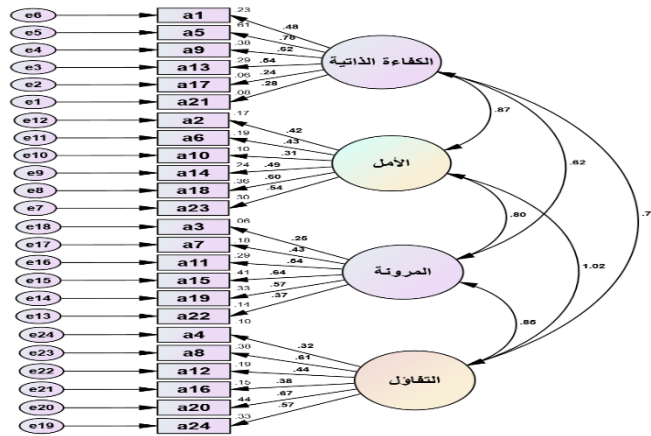 e6 a1 .23 .48
e5 a5 .61 .78
e4 a9 .38 .62
e3 a13 .29 .54 الكفاءة الذاتية
e2 a17 .06 .24
e1 a21 .08 .28
.87
e12 a2 .17 .42
e11 a6 .19 .43
e10 a10 .10 .31 الأمل .62
e9 a14 .24 .49
e8 a18 .36 .60
e7 a23 .30 .54
.80 .7
e18 a3 .06 .25
e17 a7 .18 .43
e16 a11 .29 .54 المرونة 1.02
e15 a15 .41 .64
e14 a19 .33 .57
e13 a22 .14 .37
.85
e24 a4 .10 .32
e23 a8 .38 .61
e22 a12 .19 .44
e21 a16 .15 .38 التفاؤل
e20 a20 .44 .67
e19 a24 .33 .57